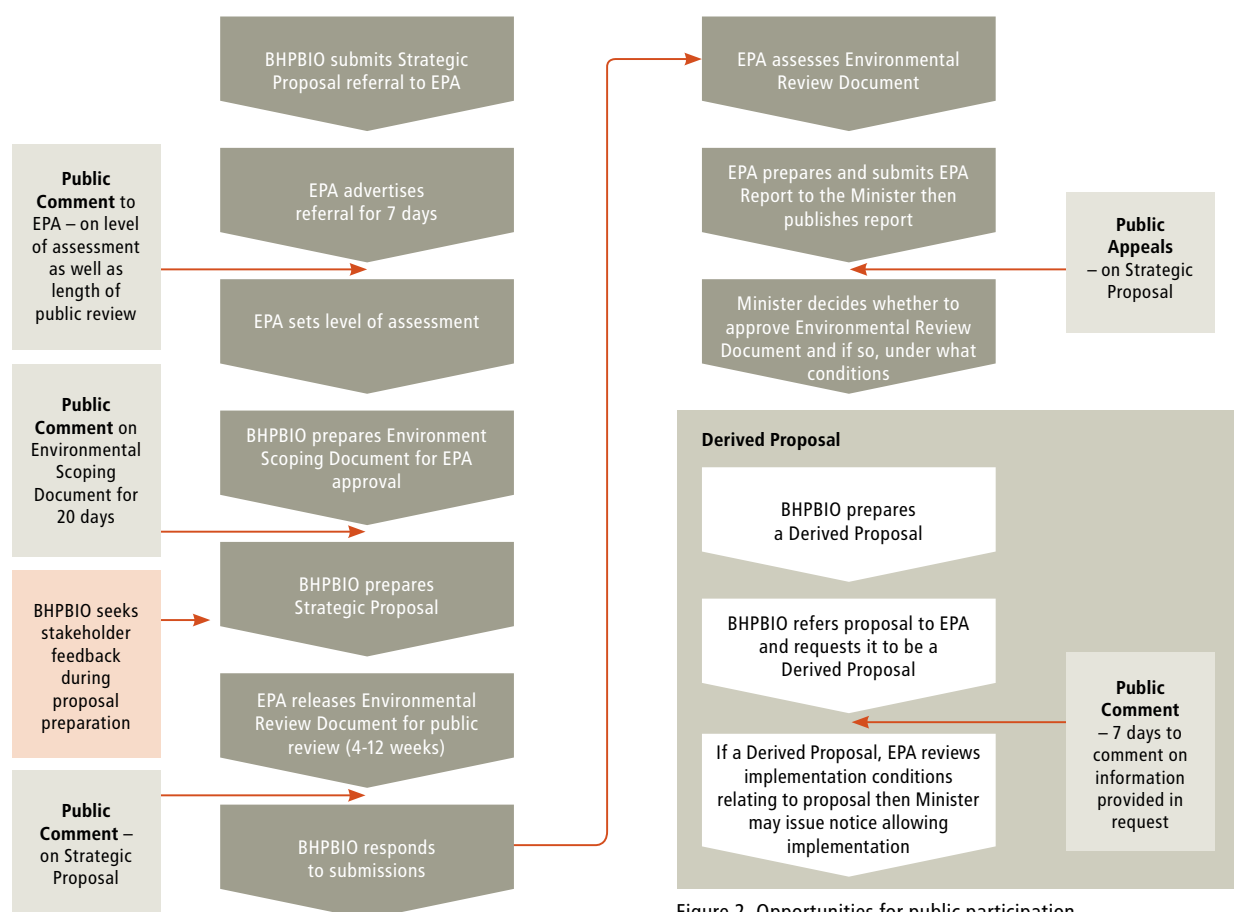 BHPBIO submits Strategic
Proposal referral to EPA
Public
Comment to
EPA – on level
of assessment
as well as
length of
public review
EPA advertises
referral for 7 days
EPA sets level of assessment
Public
Comment on
Environmental
Scoping
Document for
20 days
BHPBIO prepares Environment
Scoping Document for EPA
approval
BHPBIO seeks
stakeholder
feedback
during
proposal
preparation
BHPBIO prepares
Strategic Proposal
EPA releases Environmental
Review Document for public
review (4-12 weeks)
Public
Comment –
on Strategic
Proposal
BHPBIO responds
to submissions
EPA assesses Environmental
Review Document
EPA prepares and submits EPA
Report to the Minister then
publishes report
Public
Appeals
– on Strategic
Proposal
Minister decides whether to
approve Environmental Review
Document and if so, under what
conditions
Derived Proposal
BHPBIO prepares
a Derived Proposal
BHPBIO refers proposal to EPA
and requests it to be a
Derived Proposal
Public
Comment
– 7 days to
comment on
information
provided in
request
If a Derived Proposal, EPA reviews
implementation conditions
relating to proposal then Minister
may issue notice allowing
implementation
Figure 2. Opportunities for public participation